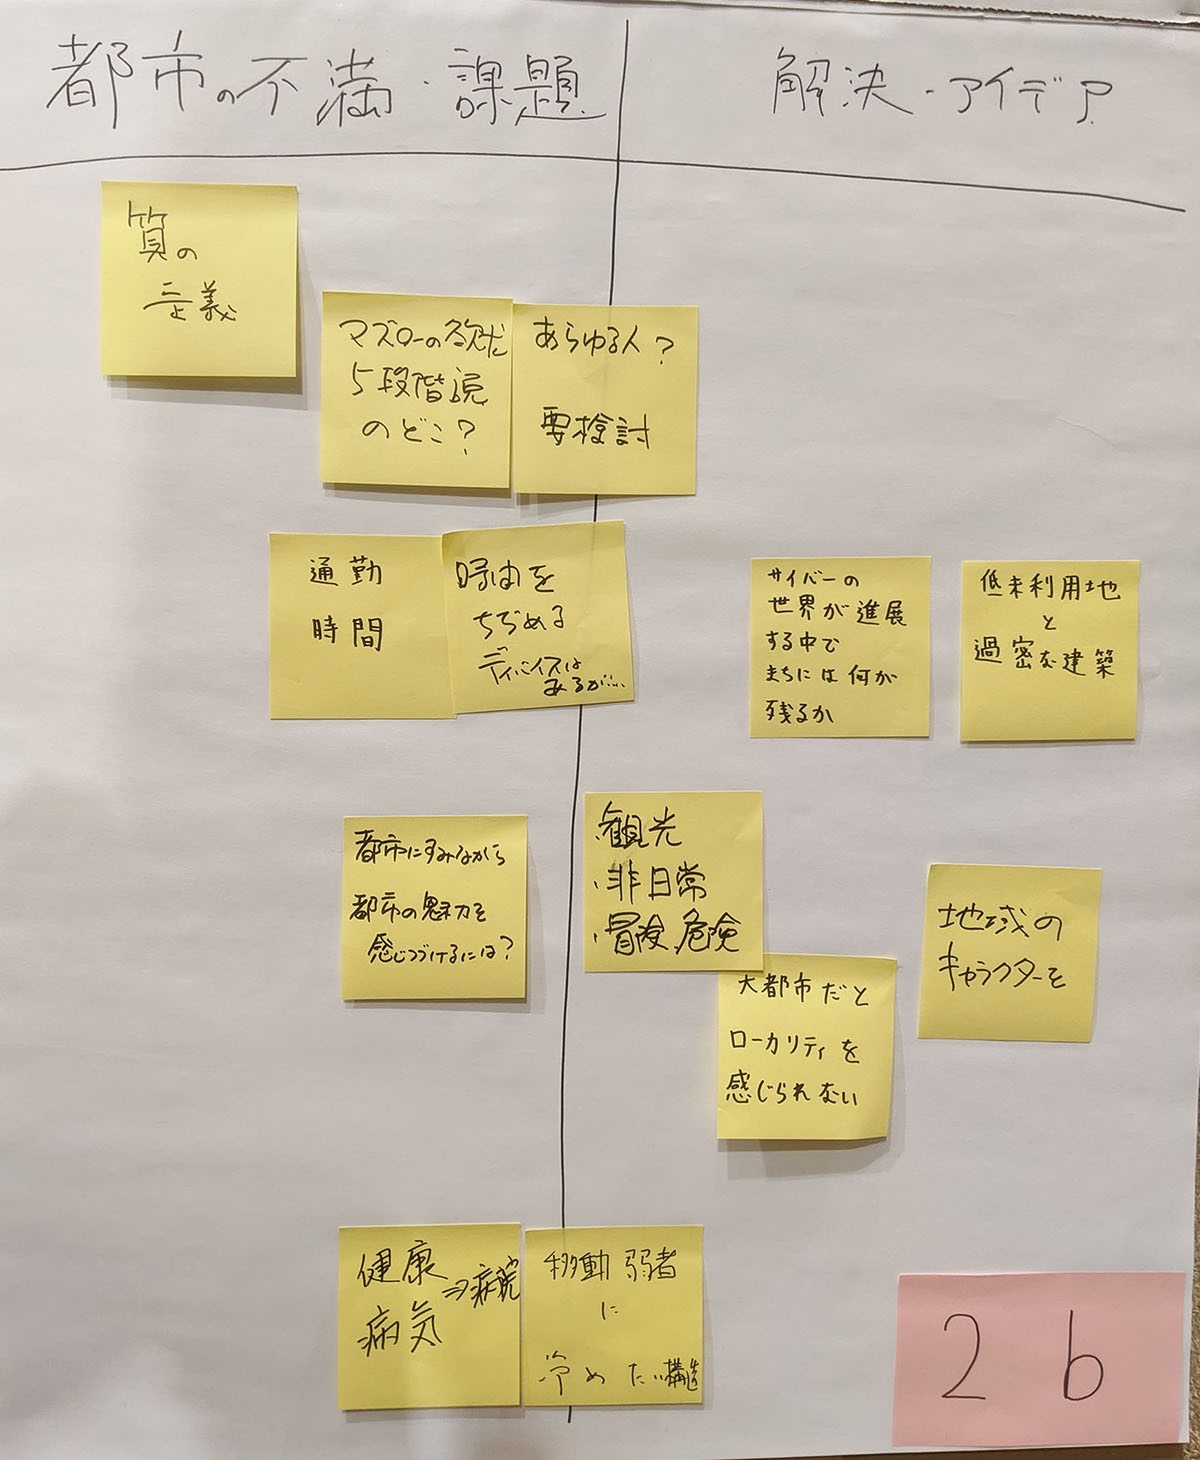 都市の不満・課題
解決・アイデア
質の
定義
マズローの欲求
5段階説
のどこ?
あらゆる人?
要検討
通勤
時間
時間を
ちぢめる
デバイスは
あるが…
サイバーの
世界が進展
する中で
まちには何が
残るか
低未利用地
と
過密な建築
都市にすみながら
都市の魅力を
感じつづけるには?
・観光
・非日常
・冒険、危険
大都市だと
ローカリティを
感じられない
地域の
キャラクターを
健康
病気
⇒病院
移動弱者
に
冷めたい構造
2 b